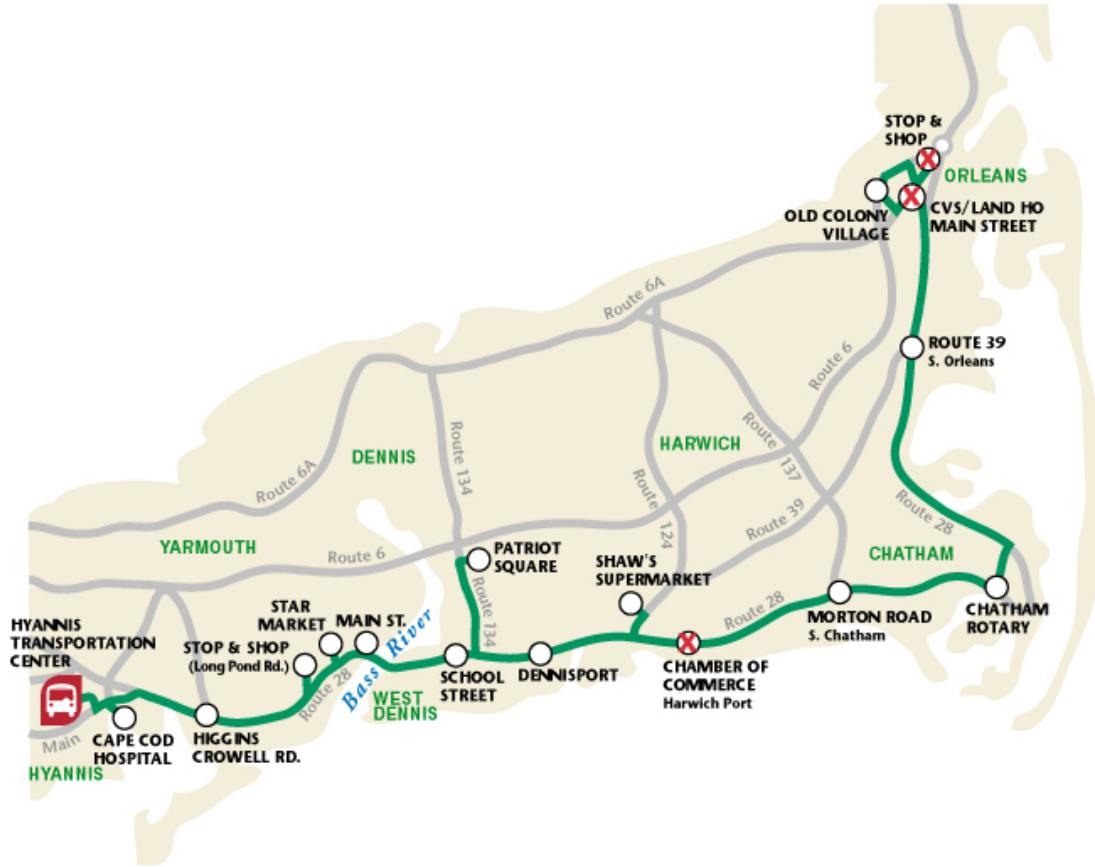 STOP &
SHOP
ORLEANS
OLD COLONY
VILLAGE
CVS/LAND HO
MAIN STREET
Route 6A
ROUTE 39
S. Orleans
Route 6
DENNIS
Route 134
HARWICH
Route 137
Route 6A
Route 124
Route 39
Route 28
YARMOUTH
Route 6
PATRIOT
SQUARE
CHATHAM
SHAW'S
SUPERMARKET
HYANNIS
TRANSPORTATION
CENTER
STAR
MARKET
MAIN ST.
STOP & SHOP
(Long Pond Rd.)
Bass River
Route 134
Route 28
MORTON ROAD
S. Chatham
CHATHAM
ROTARY
Route 28
WEST
DENNIS
SCHOOL
STREET
DENNISPORT
CHAMBER OF
COMMERCE
Harwich Port
Main
CAPE COD
HOSPITAL
HIGGINS
CROWELL RD.
HYANNIS